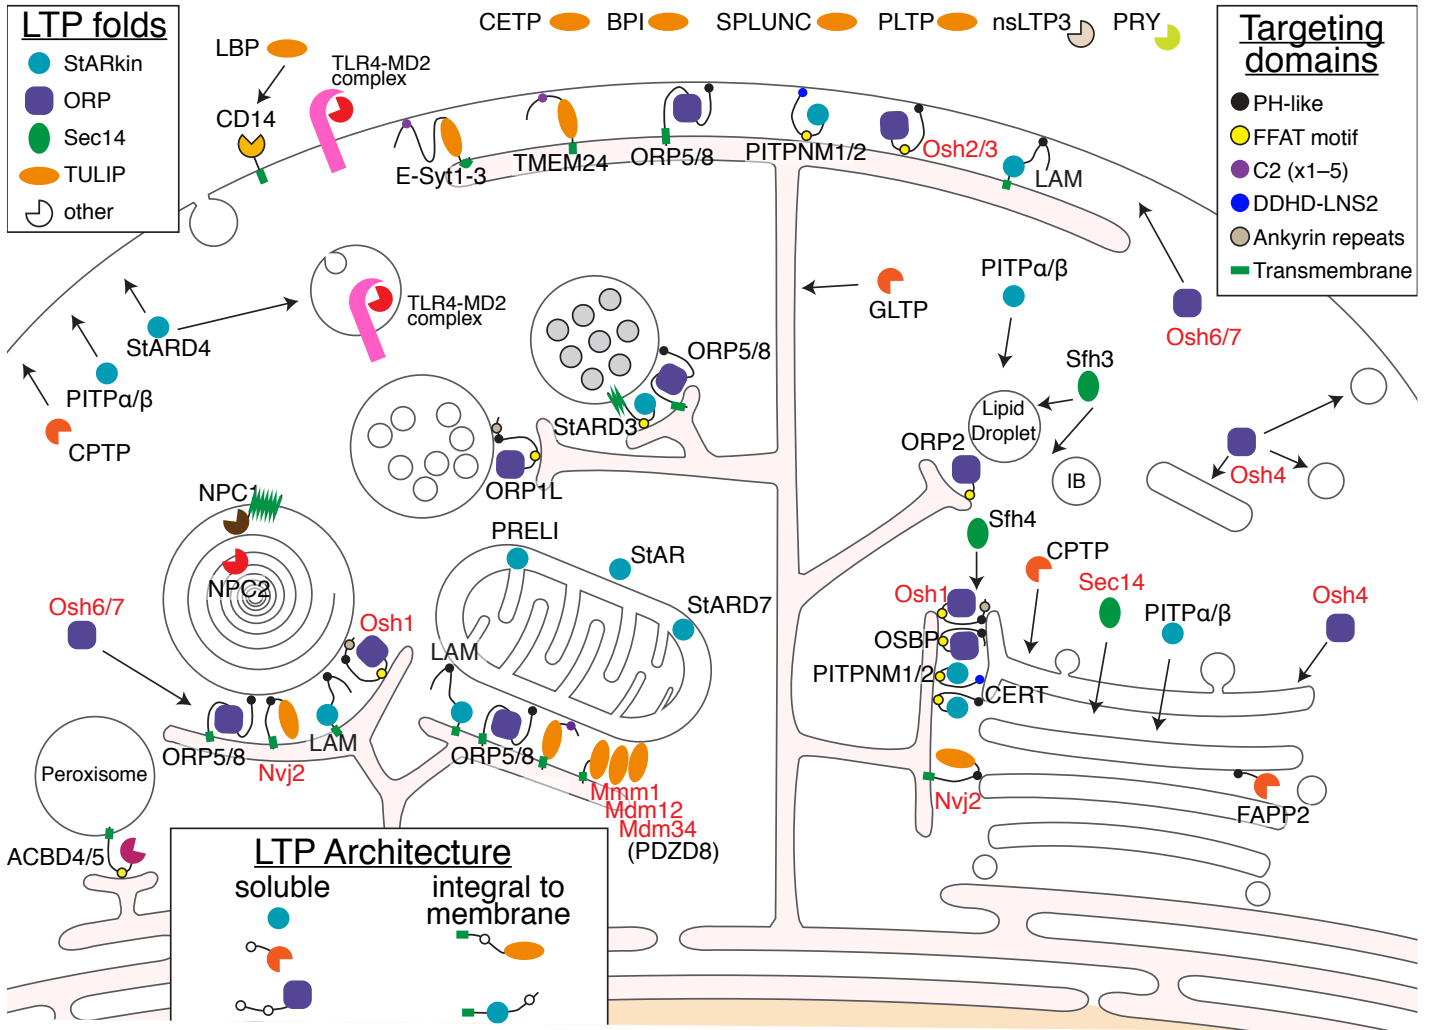 LTP folds
StARkin
ORP
Sec14
TULIP
other
LBP
CD14
TLR4-MD2
complex
CETP
BPI
SPLUNC
PLTP
nsLTP3
PRY
Targeting
domains
PH-like
FFAT motif
C2 (x1–5)
DDHD-LNS2
Ankyrin repeats
Transmembrane
E-Syt1-3
TMEM24
ORP5/8
PITPNM1/2
Osh2/3
LAM
StARD4
PITPα/β
CPTP
TLR4-MD2
complex
ORP5/8
StARD3
ORP1L
GLTP
PITPα/β
Osh6/7
Sfh3
Lipid
Droplet
IB
ORP2
Osh4
NPC1
NPC2
PRELI
StAR
StARD7
Sfh4
CPTP
Sec14
PITPα/β
Osh4
Osh6/7
Osh1
LAM
Osh1
OSBP
PITPNM1/2
CERT
ORP5/8
Nvj2
LAM
ORP5/8
Mmm1
Mdm12
Mdm34
(PDZD8)
Nvj2
FAPP2
Peroxisome
ACBD4/5
LTP Architecture
soluble
integral to
membrane